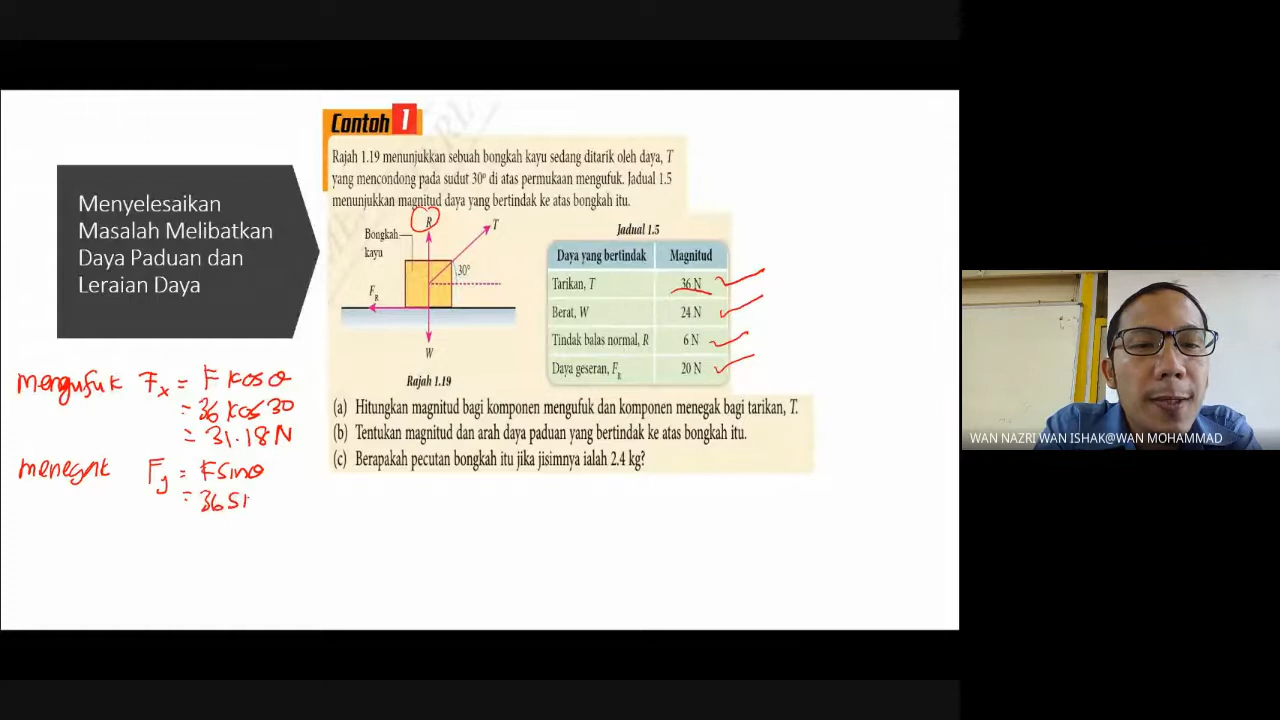 Contoh 1
Rajah 1.19 menunjukkan sebuah bongkah kayu sedang ditarik oleh daya, T
yang mencondong pada sudut 30° di atas permukaan mengufuk. Jadual 1.5
menunjukkan magnitud daya yang bertindak ke atas bongkah itu.
Menyelesaikan
Masalah Melibatkan
Daya Paduan dan
Leraian Daya
R
T
Bongkah
kayu
30°
F_R
W
Rajah 1.19
Jadual 1.5
Daya yang bertindak Magnitud
Tarikan, T 36 N
Berat, W 24 N
Tindak balas normal, R 6 N
Daya geseran, F_R 20 N
(a) Hitungkan magnitud bagi komponen mengufuk dan komponen menegak bagi tarikan, T.
(b) Tentukan magnitud dan arah daya paduan yang bertindak ke atas bongkah itu.
(c) Berapakah pecutan bongkah itu jika jisimnya ialah 2.4 kg?
mengufuk Fx = F kos θ
= 36 kos 30
= 31.18 N
menegak Fy = F sin θ
= 36 si
WAN NAZRI WAN ISHAK@WAN MOHAMMAD